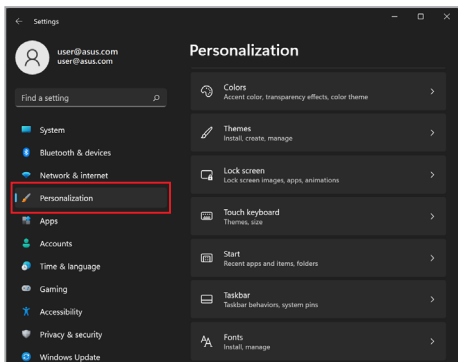 Settings
user@asus.com
user@asus.com
Find a setting
System
Bluetooth & devices
Network & internet
Personalization
Apps
Accounts
Time & language
Gaming
Accessibility
Privacy & security
Windows Update
Personalization
Colors
Accent color, transparency effects, color theme
Themes
Install, create, manage
Lock screen
Lock screen images, apps, animations
Touch keyboard
Themes, size
Start
Recent apps and items, folders
Taskbar
Taskbar behaviors, system pins
Fonts
Install, manage